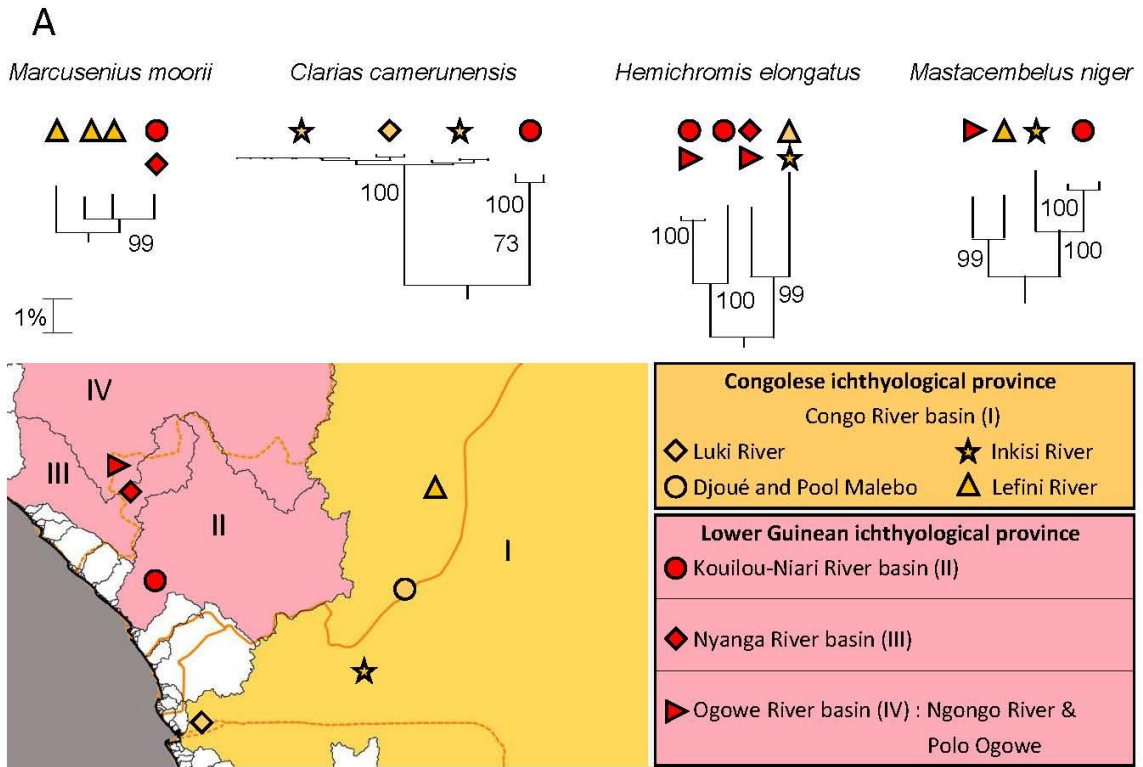 A
Marcusenius moorii
Clarias camerunensis
Hemichromis elongatus
Mastacembelus niger
99
100
100
73
100
100
99
99
100
100
1%
IV
III
II
I
Congolese ichthyological province
Congo River basin (I)
Luki River
Inkisi River
Djoué and Pool Malebo
Lefini River
Lower Guinean ichthyological province
Kouilou-Niari River basin (II)
Nyanga River basin (III)
Ogowe River basin (IV) : Ngongo River &
Polo Ogowe